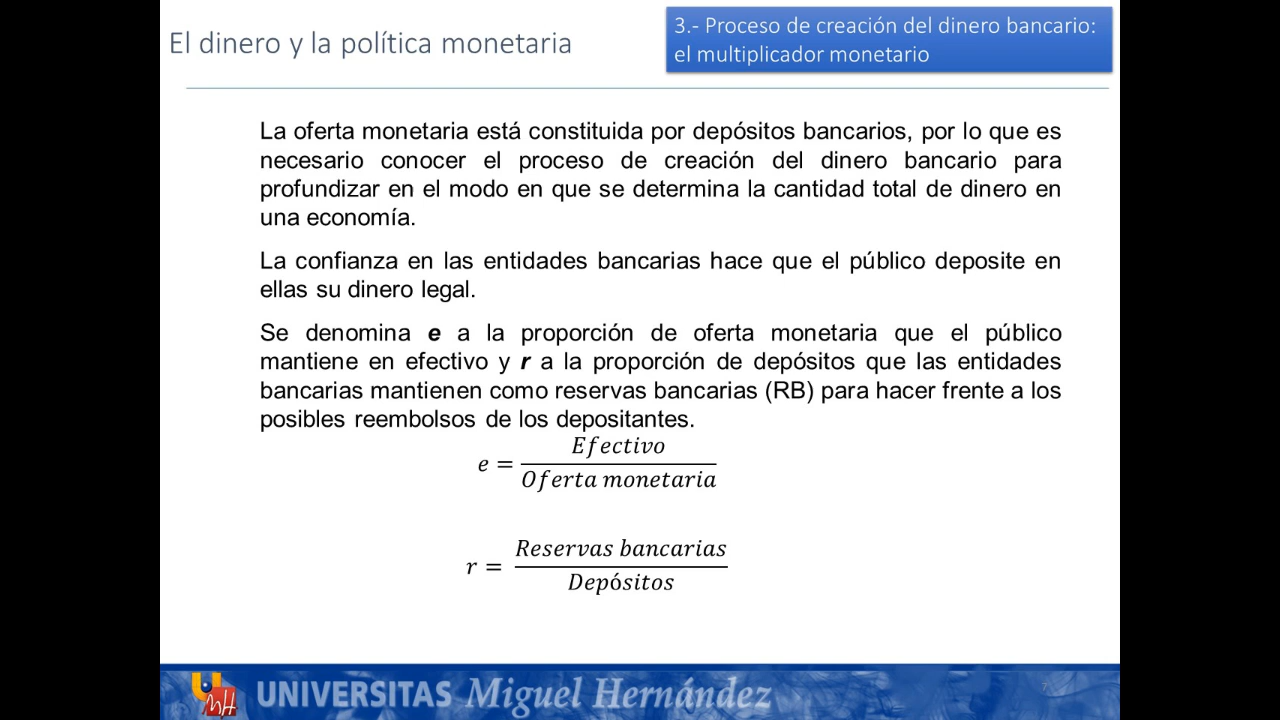 El dinero y la política monetaria
3.- Proceso de creación del dinero bancario:
el multiplicador monetario
La oferta monetaria está constituida por depósitos bancarios, por lo que es
necesario conocer el proceso de creación del dinero bancario para
profundizar en el modo en que se determina la cantidad total de dinero en
una economía.
La confianza en las entidades bancarias hace que el público deposite en
ellas su dinero legal.
Se denomina e a la proporción de oferta monetaria que el público
mantiene en efectivo y r a la proporción de depósitos que las entidades
bancarias mantienen como reservas bancarias (RB) para hacer frente a los
posibles reembolsos de los depositantes.
e = Efectivo / Oferta monetaria
r = Reservas bancarias / Depósitos
UNIVERSITAS Miguel Hernández
7